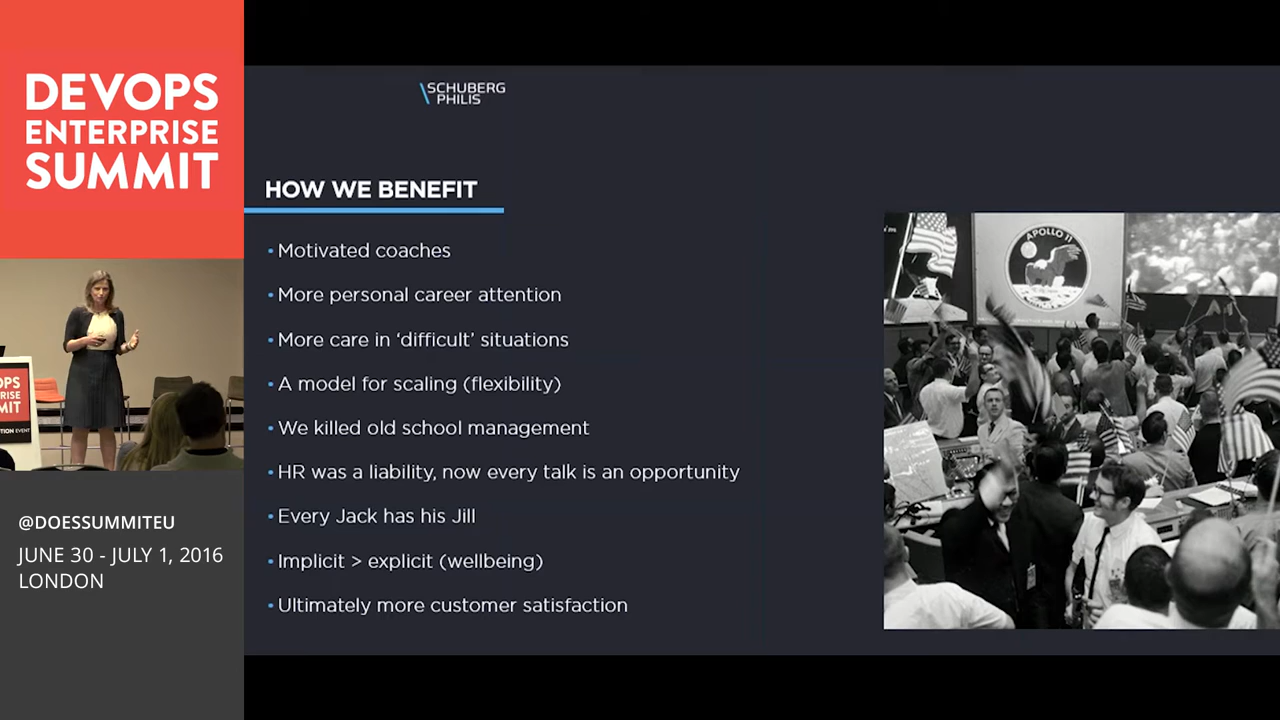 DEVOPS
ENTERPRISE
SUMMIT
@DOESSUMMITEU
JUNE 30 - JULY 1, 2016
LONDON
SCHUBERG
PHILIS
HOW WE BENEFIT
• Motivated coaches
• More personal career attention
• More care in ‘difficult’ situations
• A model for scaling (flexibility)
• We killed old school management
• HR was a liability, now every talk is an opportunity
• Every Jack has his Jill
• Implicit > explicit (wellbeing)
• Ultimately more customer satisfaction
APOLLO 11